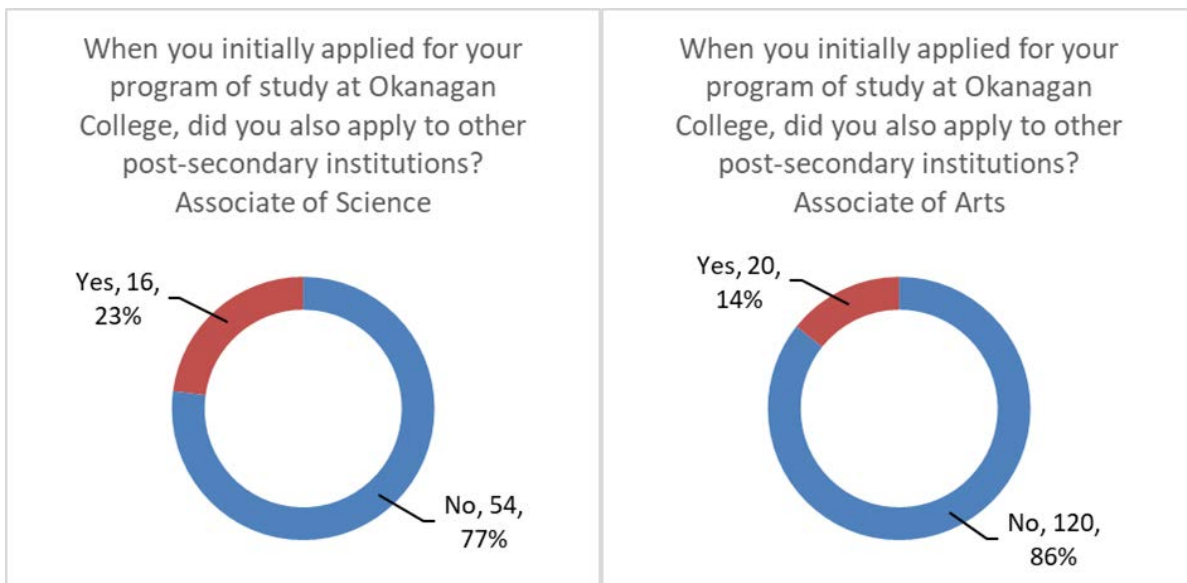 When you initially applied for your
program of study at Okanagan
College, did you also apply to other
post-secondary institutions?
Associate of Science
Yes, 16,
23%
No, 54,
77%
When you initially applied for your
program of study at Okanagan
College, did you also apply to other
post-secondary institutions?
Associate of Arts
Yes, 20,
14%
No, 120,
86%